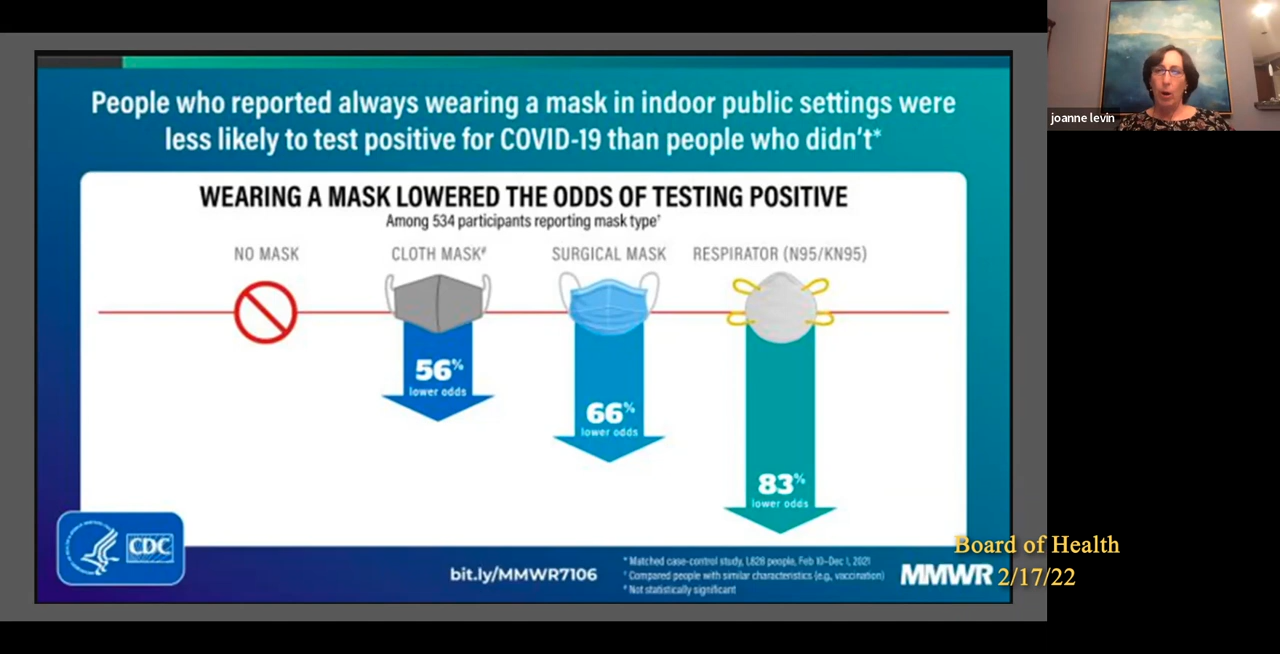 joanne levin
People who reported always wearing a mask in indoor public settings were
less likely to test positive for COVID-19 than people who didn't*
WEARING A MASK LOWERED THE ODDS OF TESTING POSITIVE
Among 534 participants reporting mask type†
NO MASK
CLOTH MASK#
SURGICAL MASK
RESPIRATOR (N95/KN95)
56%
lower odds
66%
lower odds
83%
lower odds
CDC
bit.ly/MMWR7106
* Matched case-control study, 1,828 people, Feb 10–Dec 1, 2021
† Compared people with similar characteristics (e.g., vaccination)
# Not statistically significant
MMWR
Board of Health
2/17/22